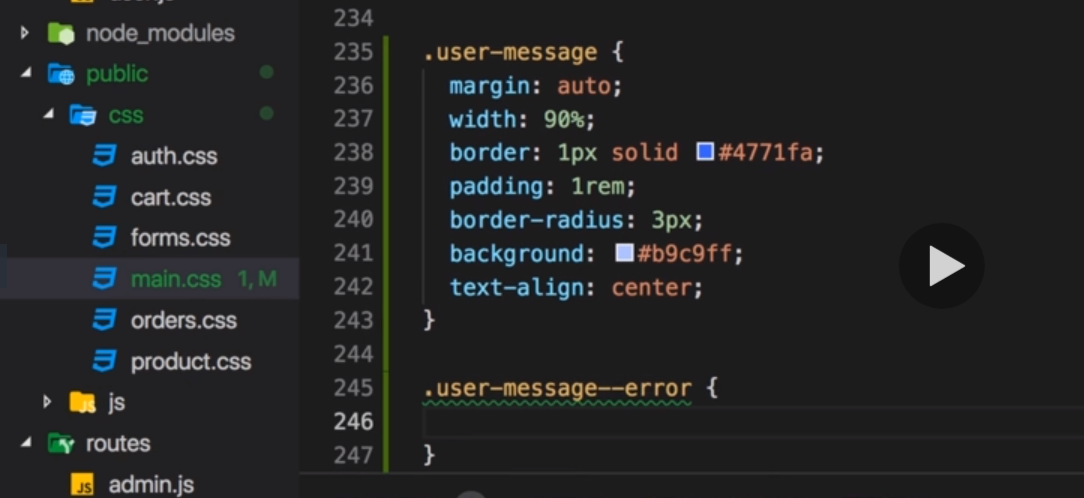 node_modules
public
css
auth.css
cart.css
forms.css
main.css 1, M
orders.css
product.css
js
routes
JS admin.js
234
235 .user-message {
236 margin: auto;
237 width: 90%;
238 border: 1px solid #4771fa;
239 padding: 1rem;
240 border-radius: 3px;
241 background: #b9c9ff;
242 text-align: center;
243 }
244
245 .user-message--error {
246
247 }